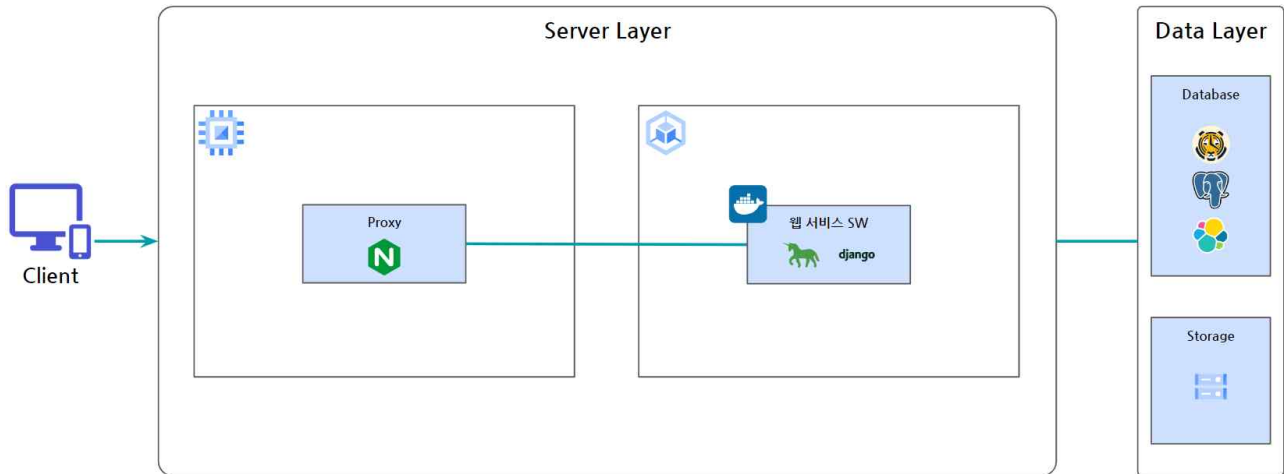 Server Layer
Data Layer
Database
Proxy
N
웹 서비스 SW
django
Client
Storage